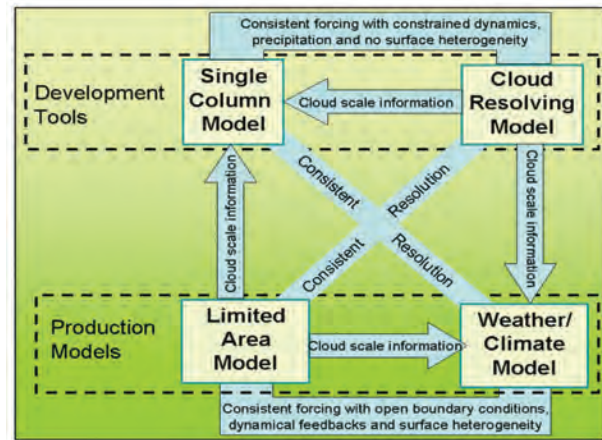 Consistent forcing with constrained dynamics,
precipitation and no surface heterogeneity
Development
Tools
Single
Column
Model
Cloud scale information
Cloud
Resolving
Model
Cloud scale information
Cloud scale information
Consistent
Resolution
Consistent
Resolution
Production
Models
Limited
Area
Model
Cloud scale information
Weather/
Climate
Model
Consistent forcing with open boundary conditions,
dynamical feedbacks and surface heterogeneity